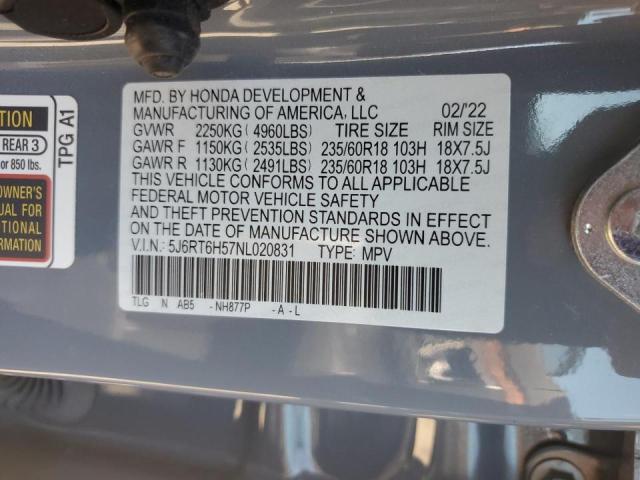 MFD. BY HONDA DEVELOPMENT &
MANUFACTURING OF AMERICA, LLC 02/'22
GVWR 2250KG ( 4960LBS) TIRE SIZE RIM SIZE
GAWR F 1150KG ( 2535LBS) 235/60R18 103H 18X7.5J
GAWR R 1130KG ( 2491LBS) 235/60R18 103H 18X7.5J
THIS VEHICLE CONFORMS TO ALL APPLICABLE
FEDERAL MOTOR VEHICLE SAFETY
AND THEFT PREVENTION STANDARDS IN EFFECT
ON THE DATE OF MANUFACTURE SHOWN ABOVE.
V.I.N.: 5J6RT6H57NL020831 TYPE: MPV
TLG N AB5 - NH877P - A - L
REAR 3
or 850 lbs.
OWNER'S
UAL FOR
TIONAL
RMATION
TPG A1